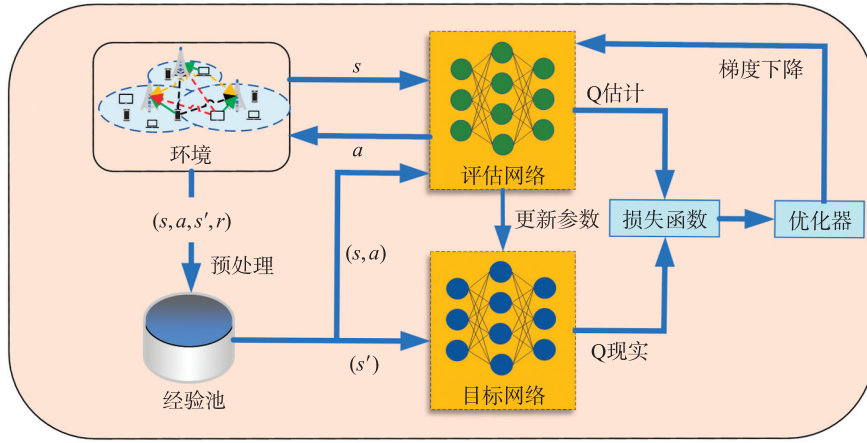 s
梯度下降
Q估计
a
环境
评估网络
(s,a,s′,r)
更新参数
损失函数
优化器
(s,a)
预处理
Q现实
(s′)
目标网络
经验池